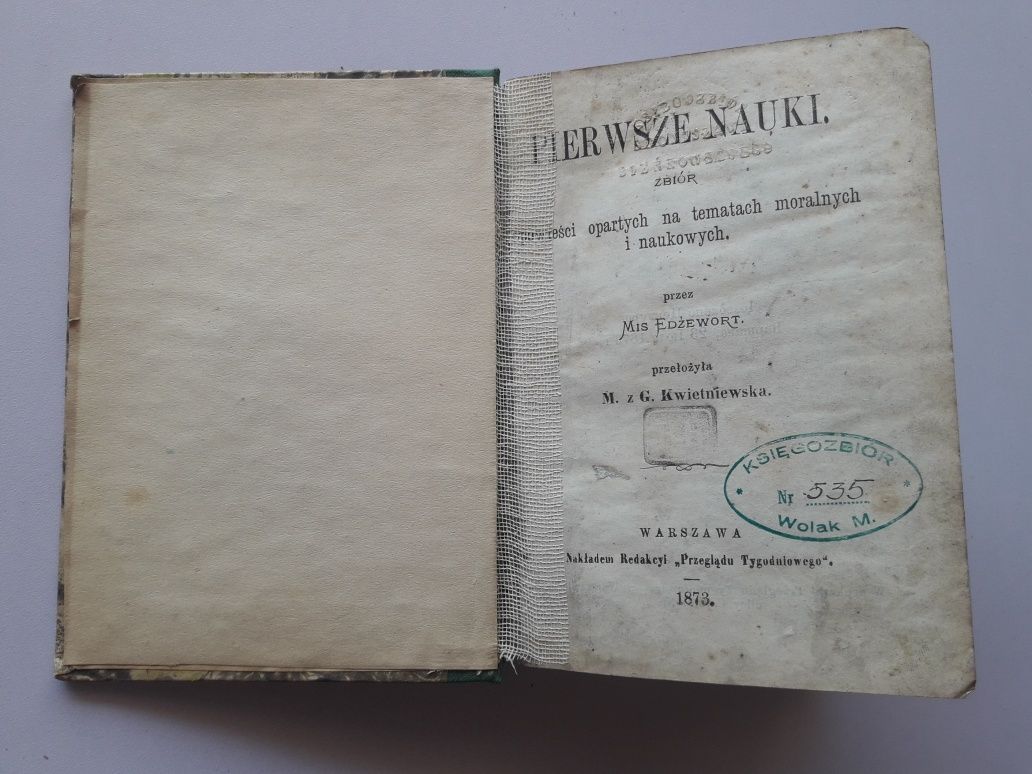 PIERWSZE NAUKI.
ZBIÓR
opartych na tematach moralnych
i naukowych.
przez
MIS EDŻEWORT.
przełożyła
M. z G. Kwietniewska.
KSIĘGOZBIÓR
Nr 535
Wolak M.
WARSZAWA
Nakładem Redakcyi „Przeglądu Tygodniowego“.
1873.